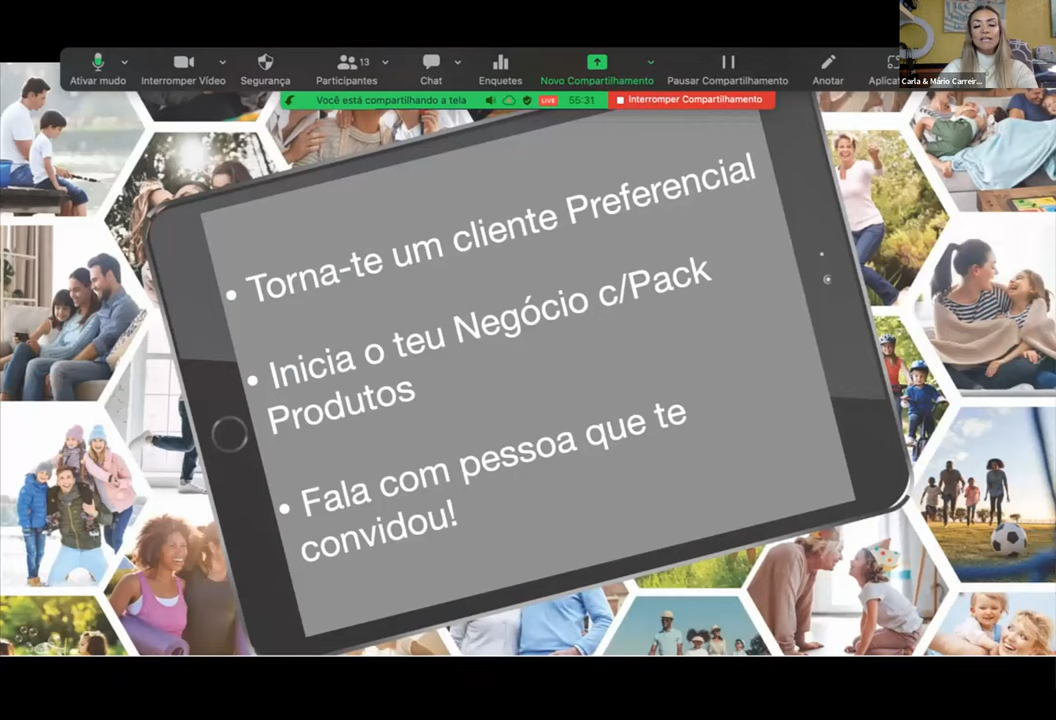 13
Ativar mudo
Interromper Vídeo
Segurança
Participantes
Chat
Enquetes
Novo Compartilhamento
Pausar Compartilhamento
Anotar
Aplicat
Carla & Mário Carreir...
Você está compartilhando a tela
LIVE
55:31
Interromper Compartilhamento
• Torna-te um cliente Preferencial
• Inicia o teu Negócio c/Pack
Produtos
• Fala com pessoa que te
convidou!